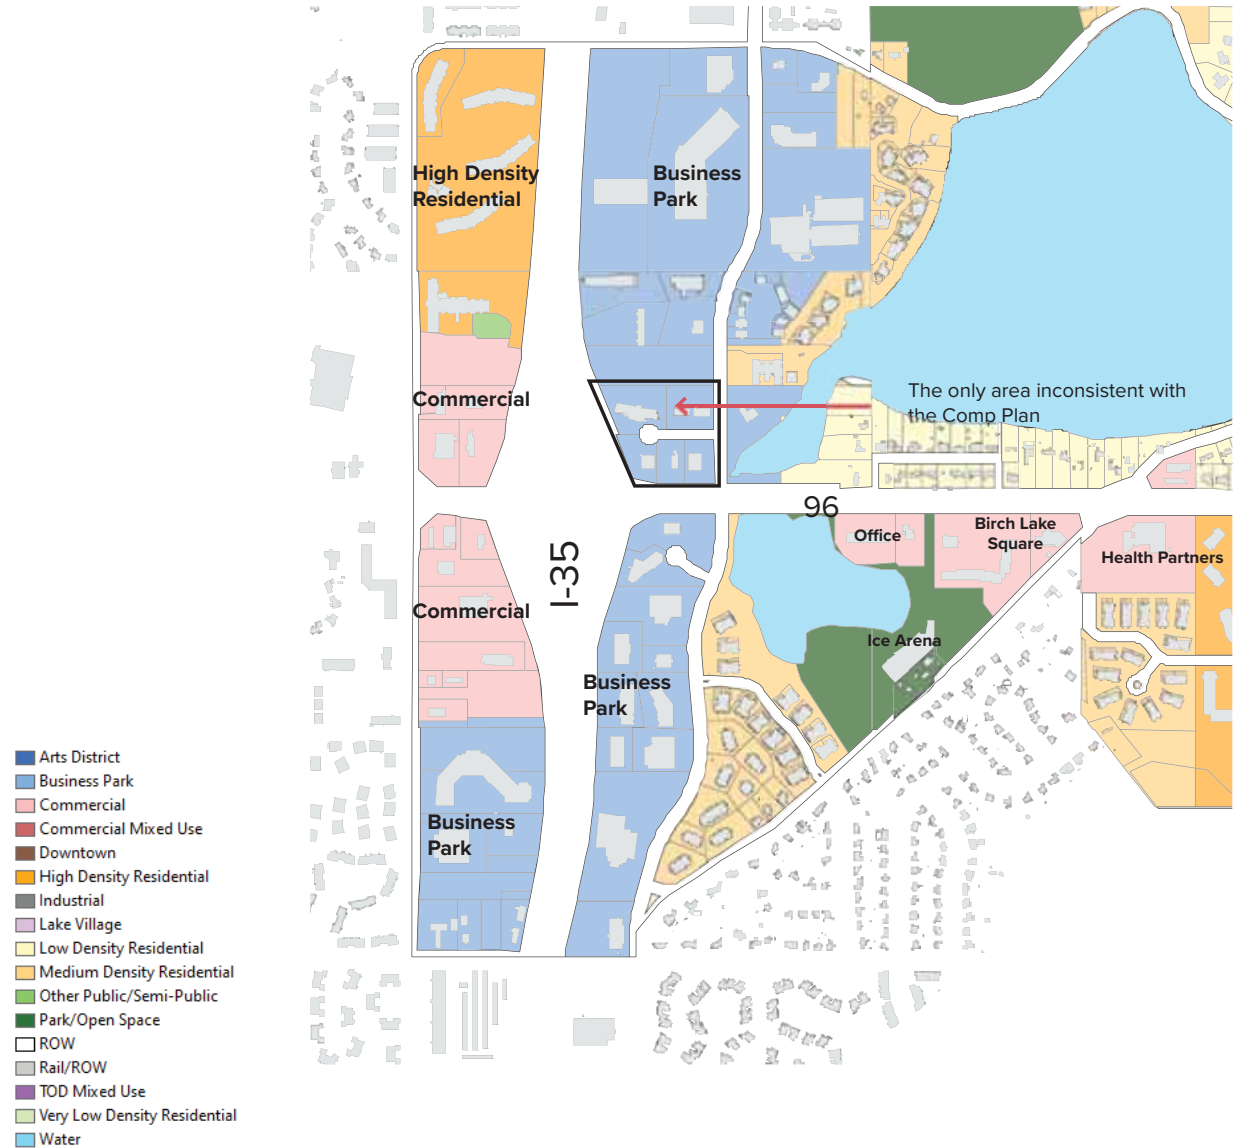 High Density
Residential
Business
Park
Commercial
The only area inconsistent with
the Comp Plan
96
Office
Birch Lake
Square
Health Partners
I-35
Commercial
Ice Arena
Business
Park
Business
Park
Arts District
Business Park
Commercial
Commercial Mixed Use
Downtown
High Density Residential
Industrial
Lake Village
Low Density Residential
Medium Density Residential
Other Public/Semi-Public
Park/Open Space
ROW
Rail/ROW
TOD Mixed Use
Very Low Density Residential
Water